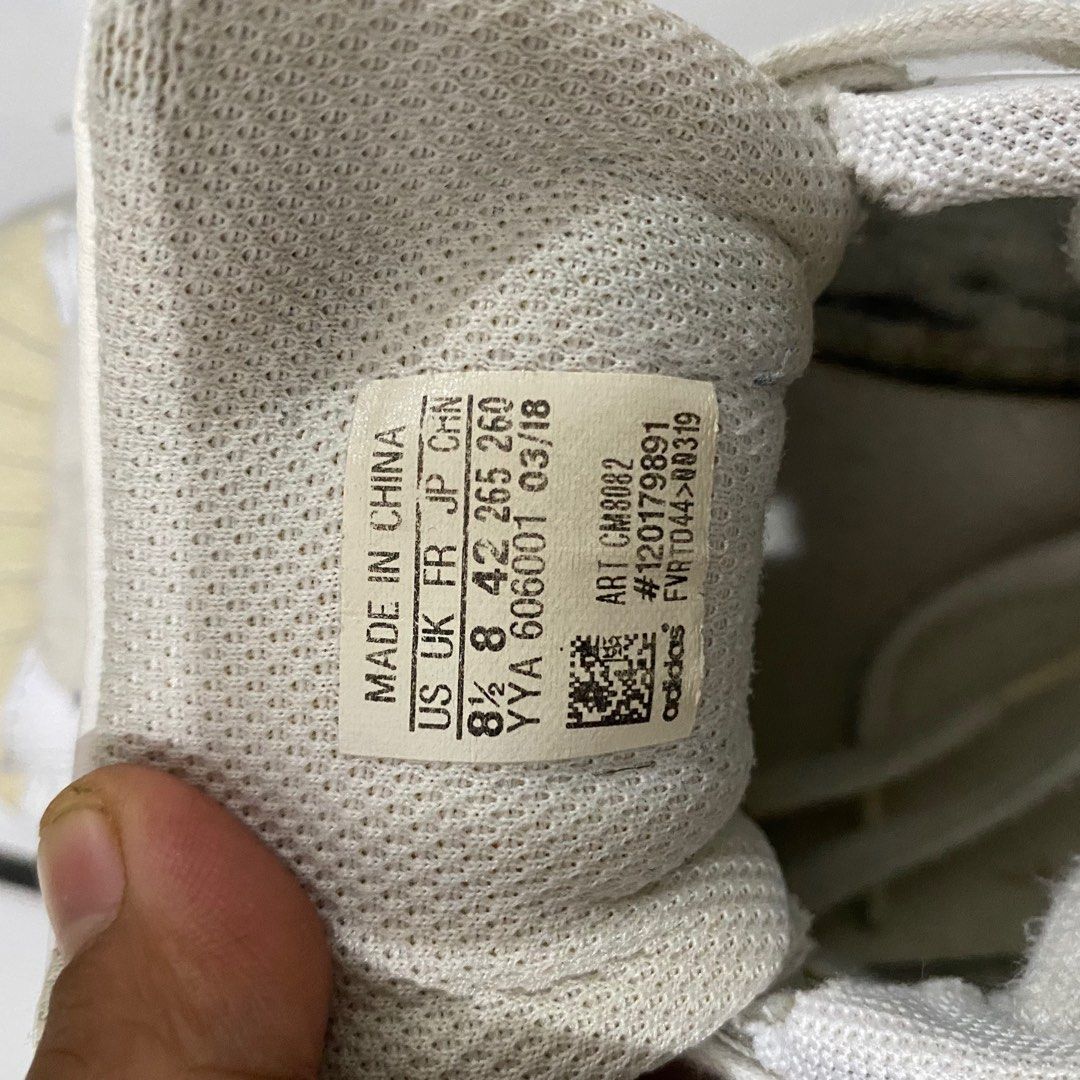 MADE IN CHINA
US UK FR JP CHN
8½ 8 42 265 260
YYA 606001 03/18
ART CM8082
#120179891
FVRTD44>00319
adidas®